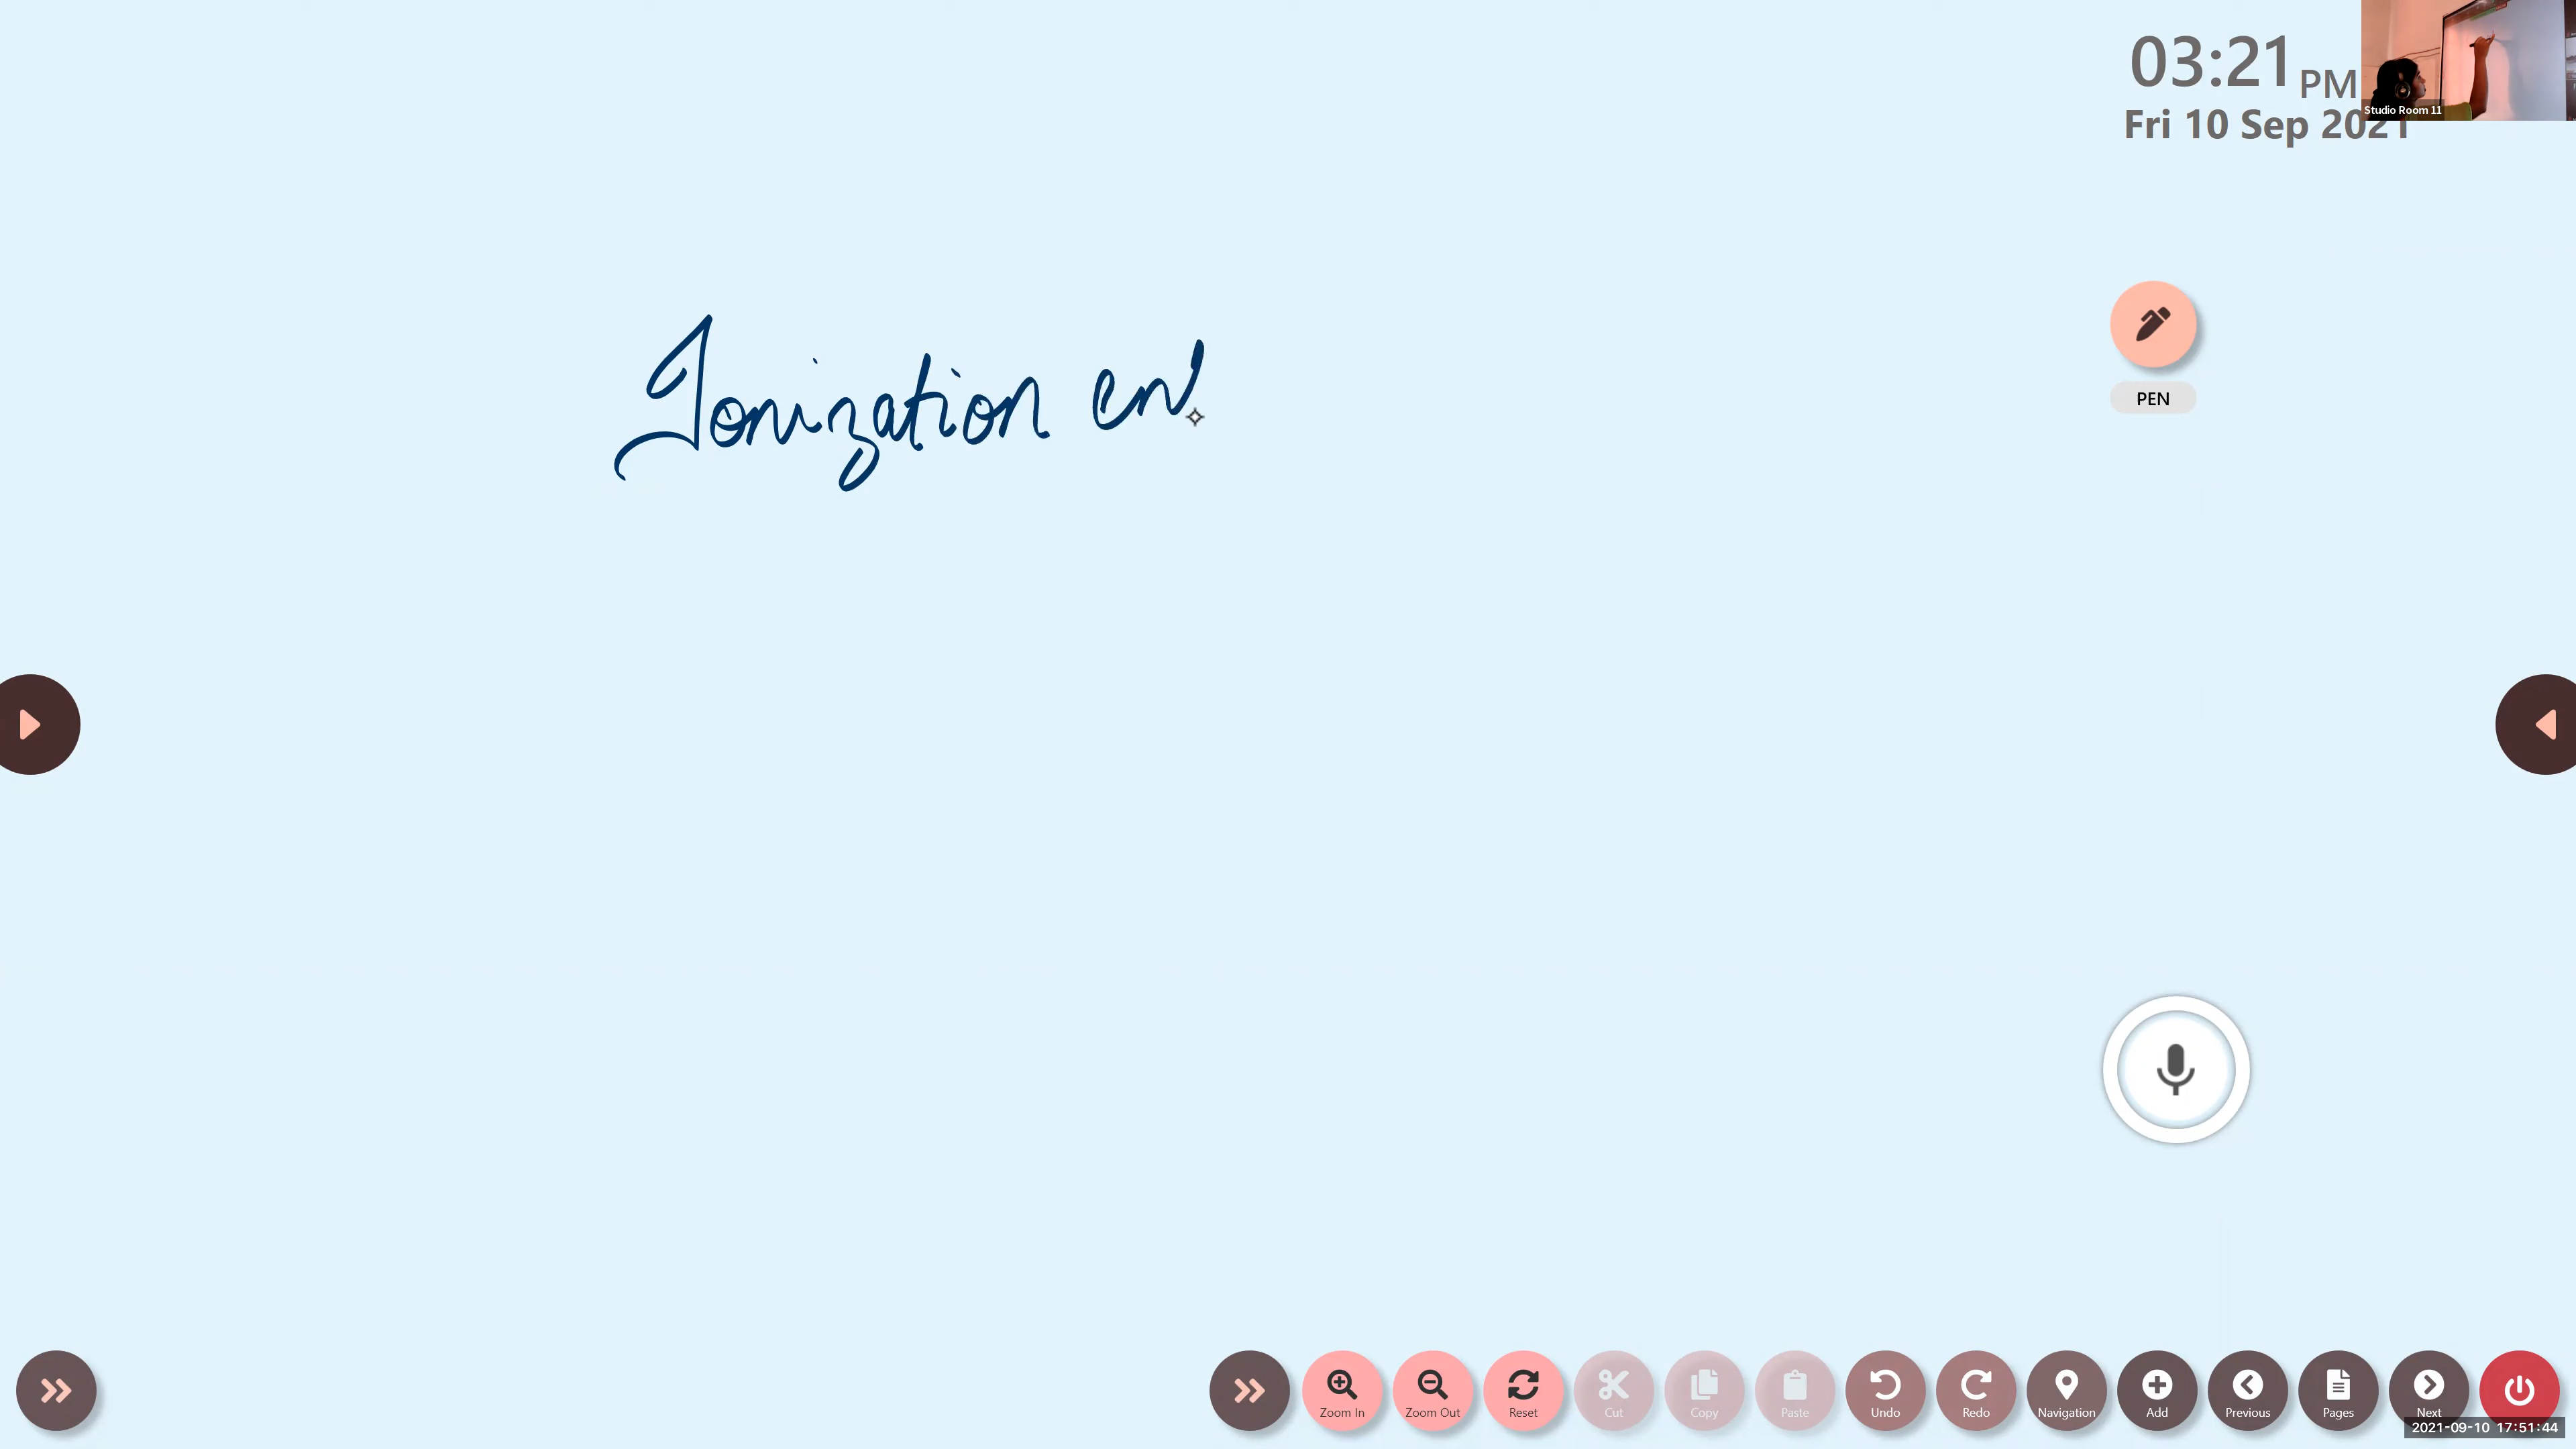 03:21 PM
Studio Room 11
Fri 10 Sep 2021
Ionization en
PEN
Zoom In Zoom Out Reset Cut Copy Paste Undo Redo Navigation Add Previous Pages Next
2021-09-10 17:51:44